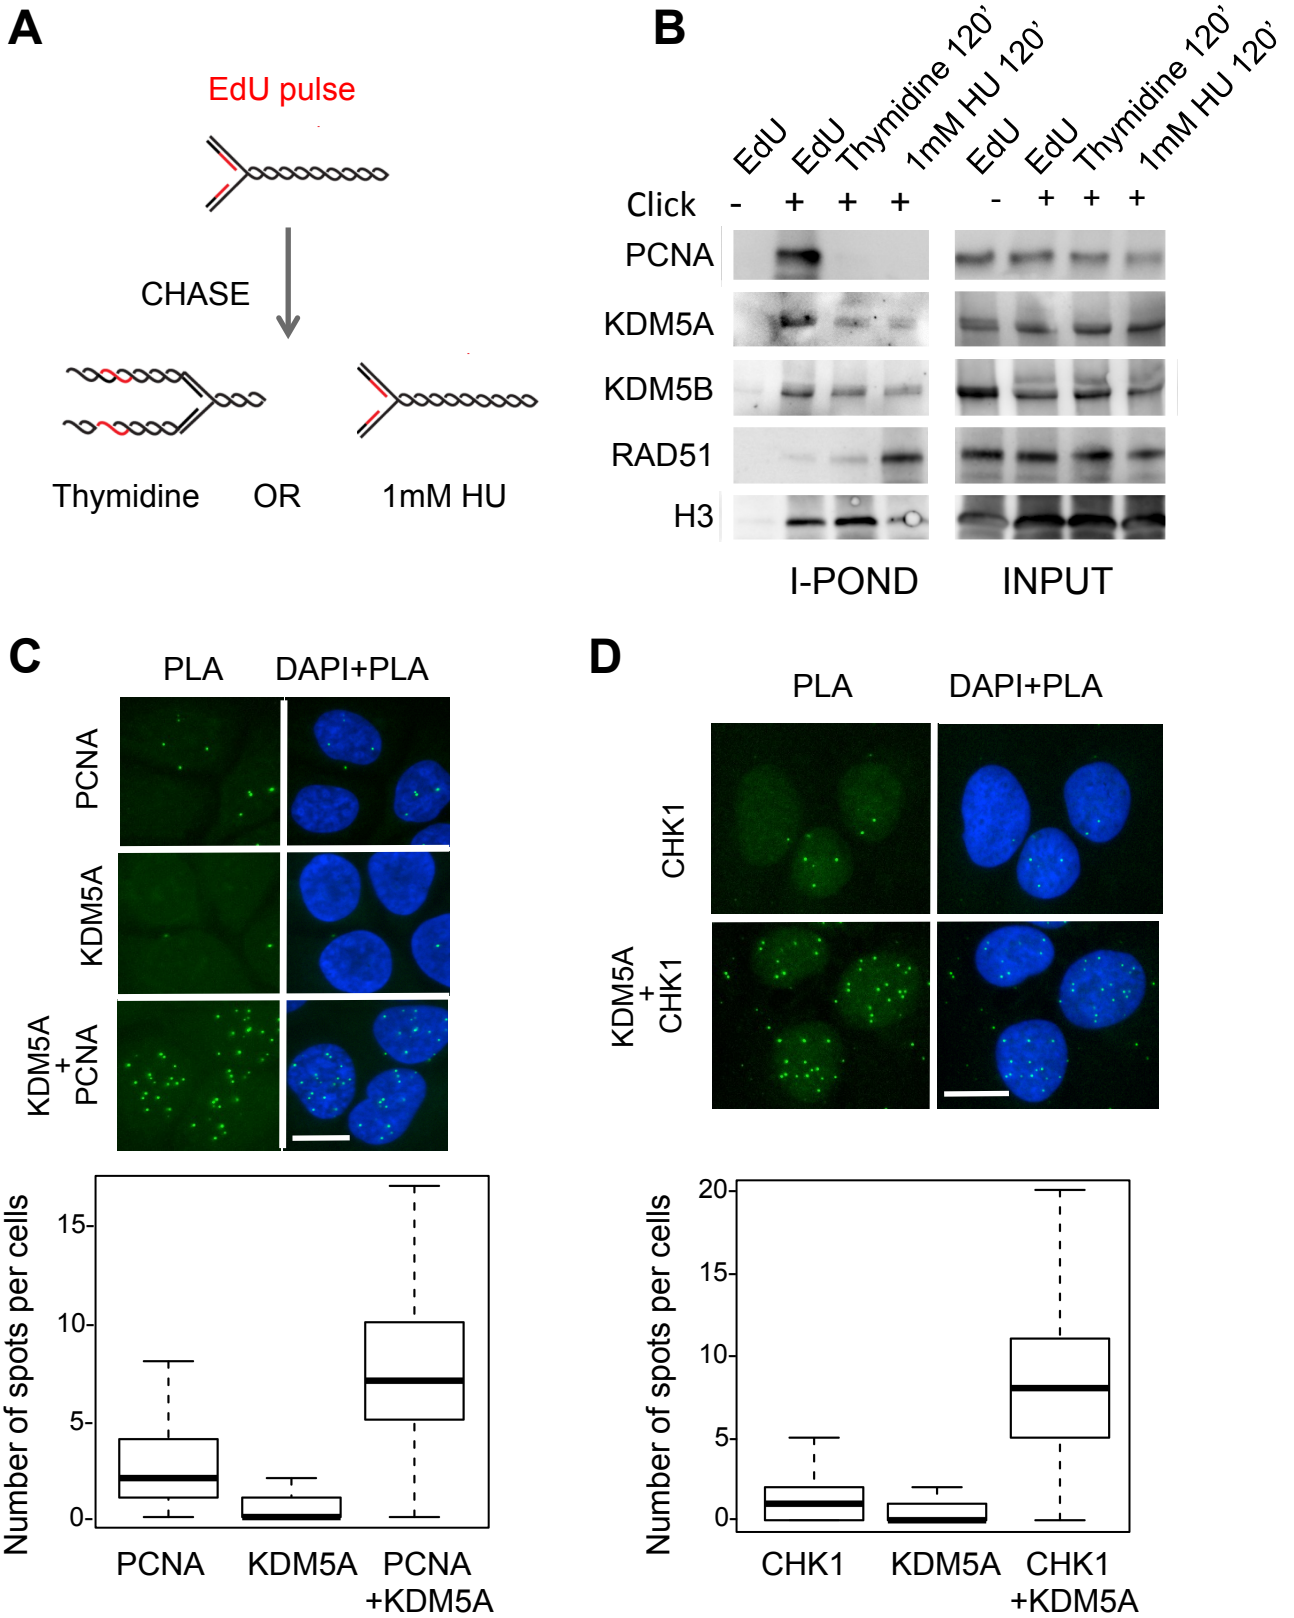 A
EdU pulse
CHASE
Thymidine OR 1mM HU
B
EdU EdU Thymidine 120’ 1mM HU 120’ EdU EdU Thymidine 120’ 1mM HU 120’
Click - + + + - + + +
PCNA
KDM5A
KDM5B
RAD51
H3
I-POND INPUT
C
PLA DAPI+PLA
PCNA
KDM5A
KDM5A
+
PCNA
Number of spots per cells
15-
10-
5-
0-
PCNA KDM5A PCNA
+KDM5A
D
PLA DAPI+PLA
CHK1
KDM5A
+
CHK1
Number of spots per cells
20-
15-
10-
5-
0-
CHK1 KDM5A CHK1
+KDM5A